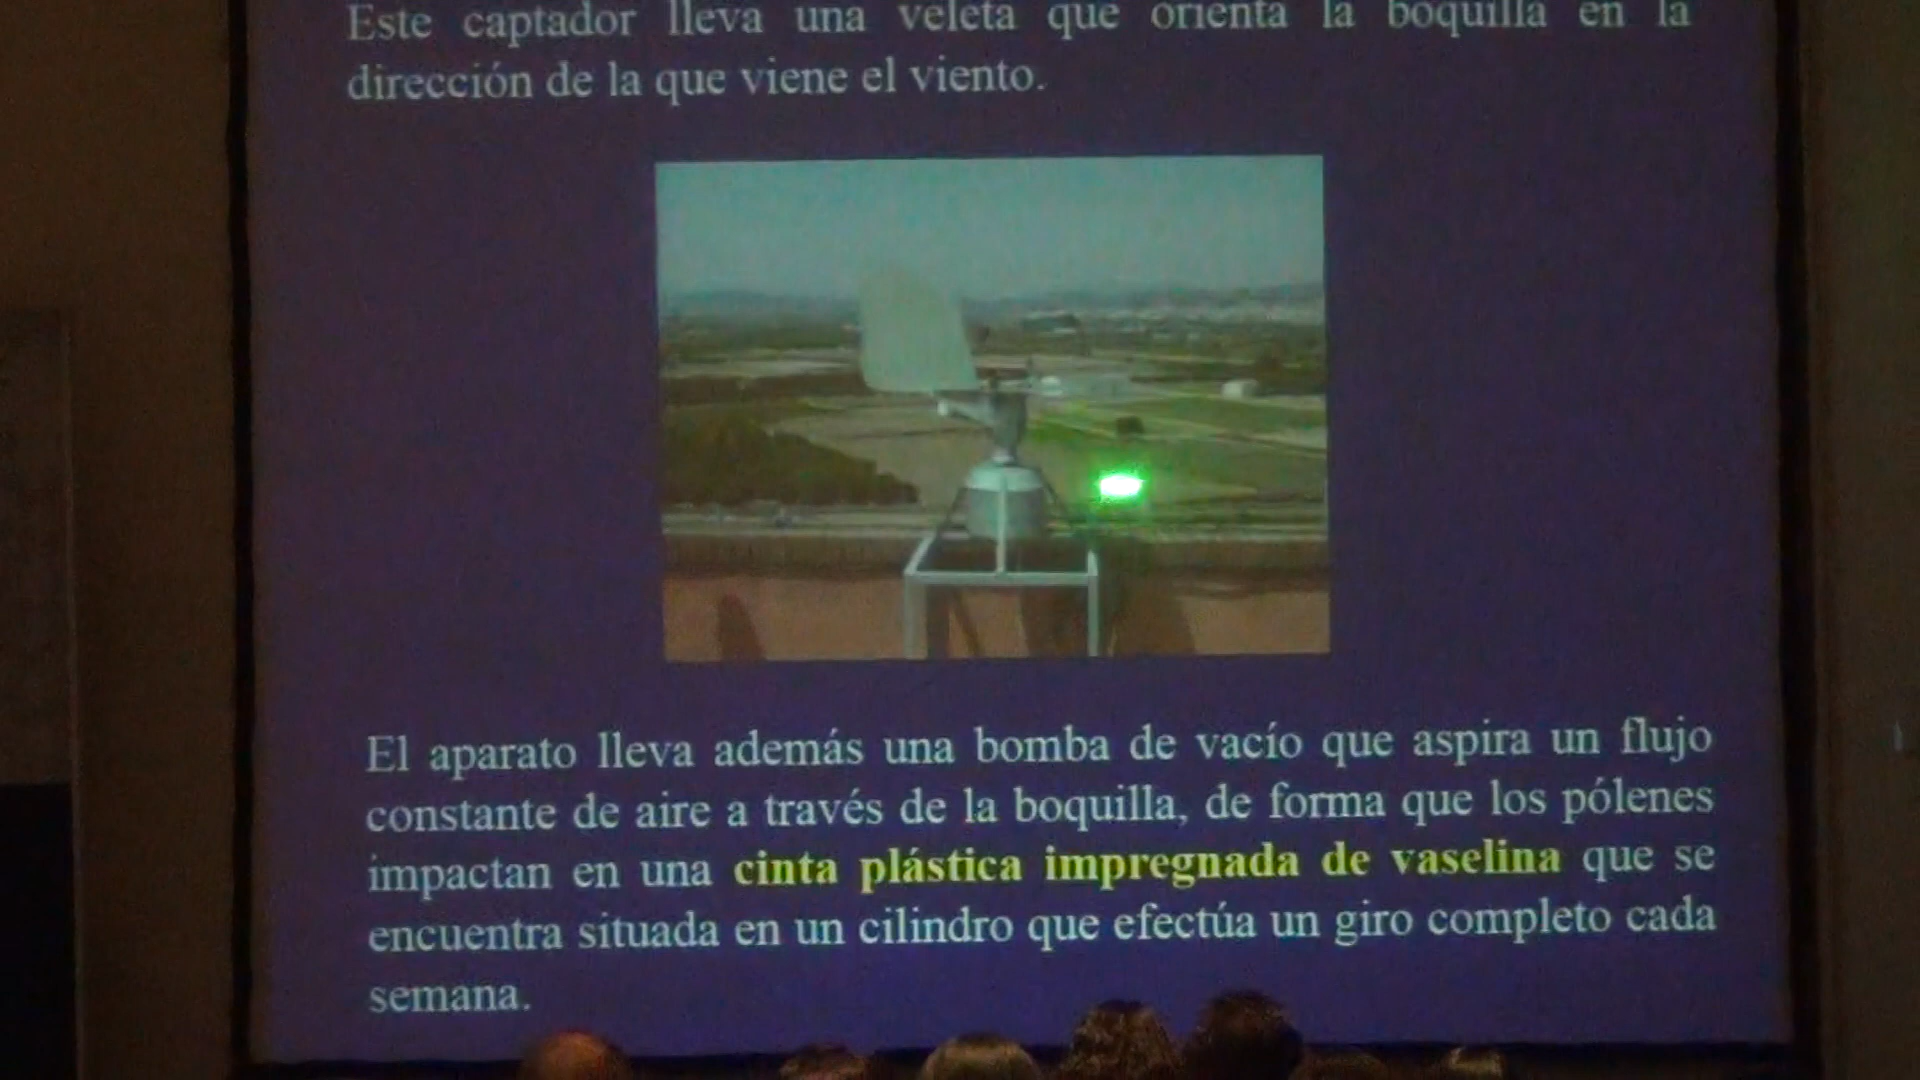 Este captador lleva una veleta que orienta la boquilla en la
dirección de la que viene el viento.
El aparato lleva además una bomba de vacío que aspira un flujo
constante de aire a través de la boquilla, de forma que los pólenes
impactan en una cinta plástica impregnada de vaselina que se
encuentra situada en un cilindro que efectúa un giro completo cada
semana.